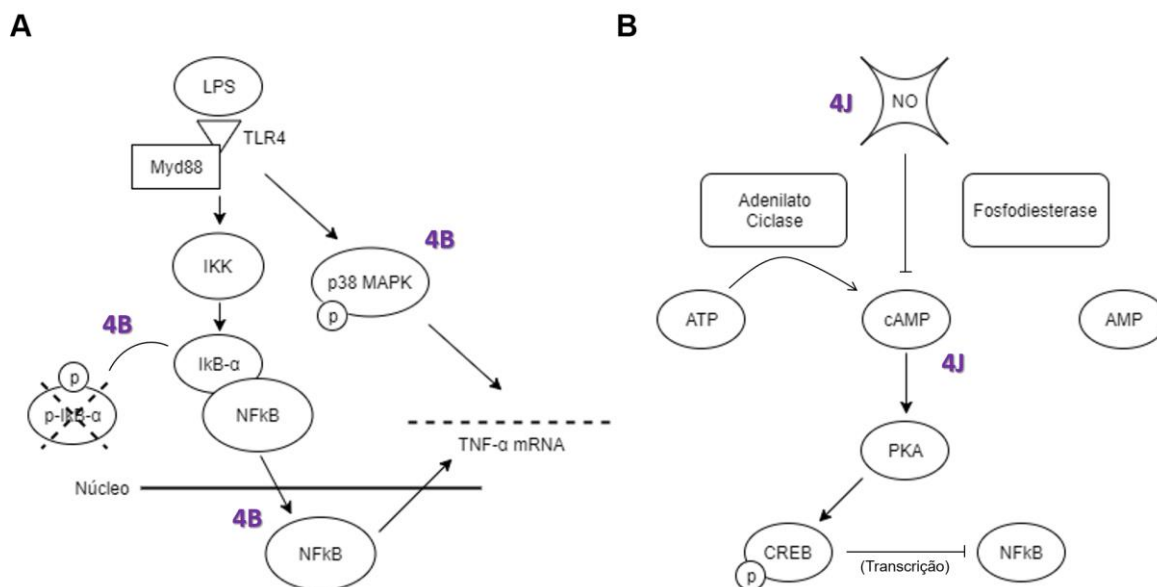 A
LPS
TLR4
Myd88
IKK
4B
p38 MAPK
p
4B
IkB-α
p
p-IkB-α
NFkB
TNF-α mRNA
Núcleo
4B
NFkB
B
4J
NO
Adenilato
Ciclase
Fosfodiesterase
ATP
cAMP
AMP
4J
PKA
CREB
p
(Transcrição)
NFkB